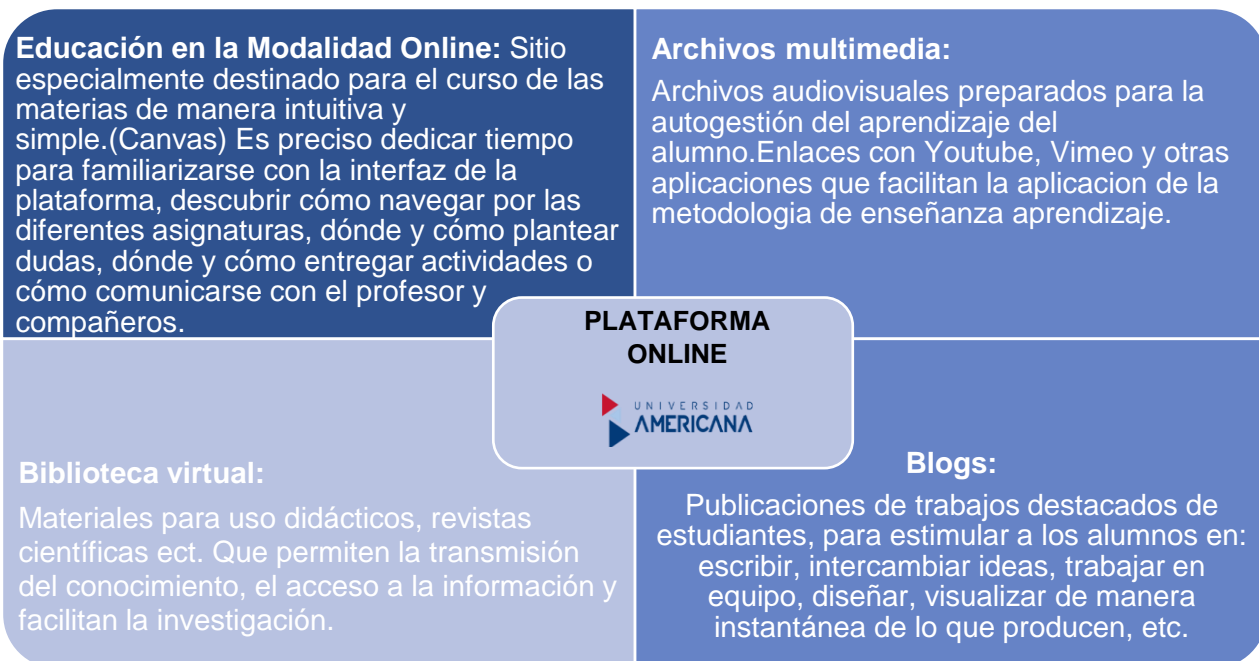 Educación en la Modalidad Online: Sitio
especialmente destinado para el curso de las
materias de manera intuitiva y
simple.(Canvas) Es preciso dedicar tiempo
para familiarizarse con la interfaz de la
plataforma, descubrir cómo navegar por las
diferentes asignaturas, dónde y cómo plantear
dudas, dónde y cómo entregar actividades o
cómo comunicarse con el profesor y
compañeros.
Archivos multimedia:
Archivos audiovisuales preparados para la
autogestión del aprendizaje del
alumno.Enlaces con Youtube, Vimeo y otras
aplicaciones que facilitan la aplicacion de la
metodologia de enseñanza aprendizaje.
PLATAFORMA
ONLINE
UNIVERSIDAD
AMERICANA
Biblioteca virtual:
Materiales para uso didácticos, revistas
científicas ect. Que permiten la transmisión
del conocimiento, el acceso a la información y
facilitan la investigación.
Blogs:
Publicaciones de trabajos destacados de
estudiantes, para estimular a los alumnos en:
escribir, intercambiar ideas, trabajar en
equipo, diseñar, visualizar de manera
instantánea de lo que producen, etc.